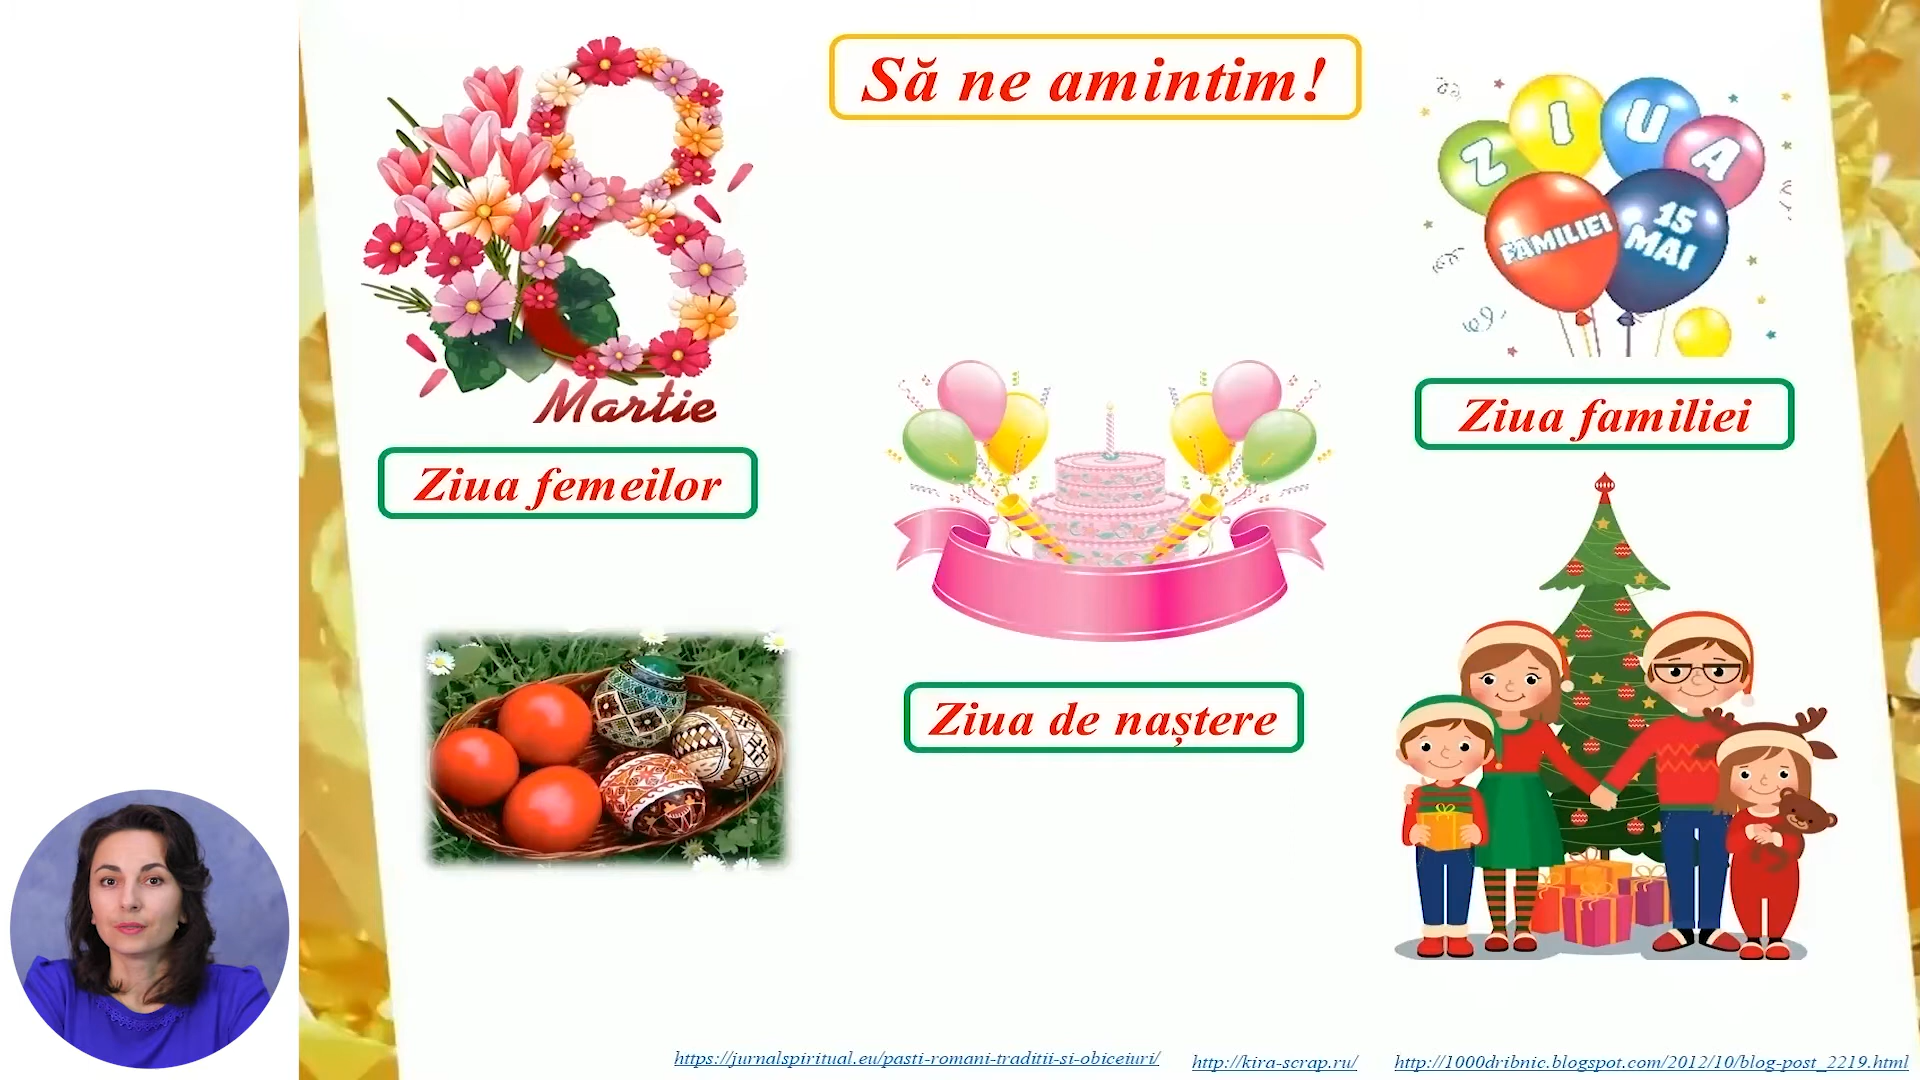 Să ne amintim!
Martie
Ziua femeilor
ZIUA
FAMILIEI
15
MAI
Ziua familiei
Ziua de naștere
https://jurnalspiritual.eu/pasti-romani-traditii-si-obiceiuri/
http://kira-scrap.ru/
http://1000dribnic.blogspot.com/2012/10/blog-post_2219.html